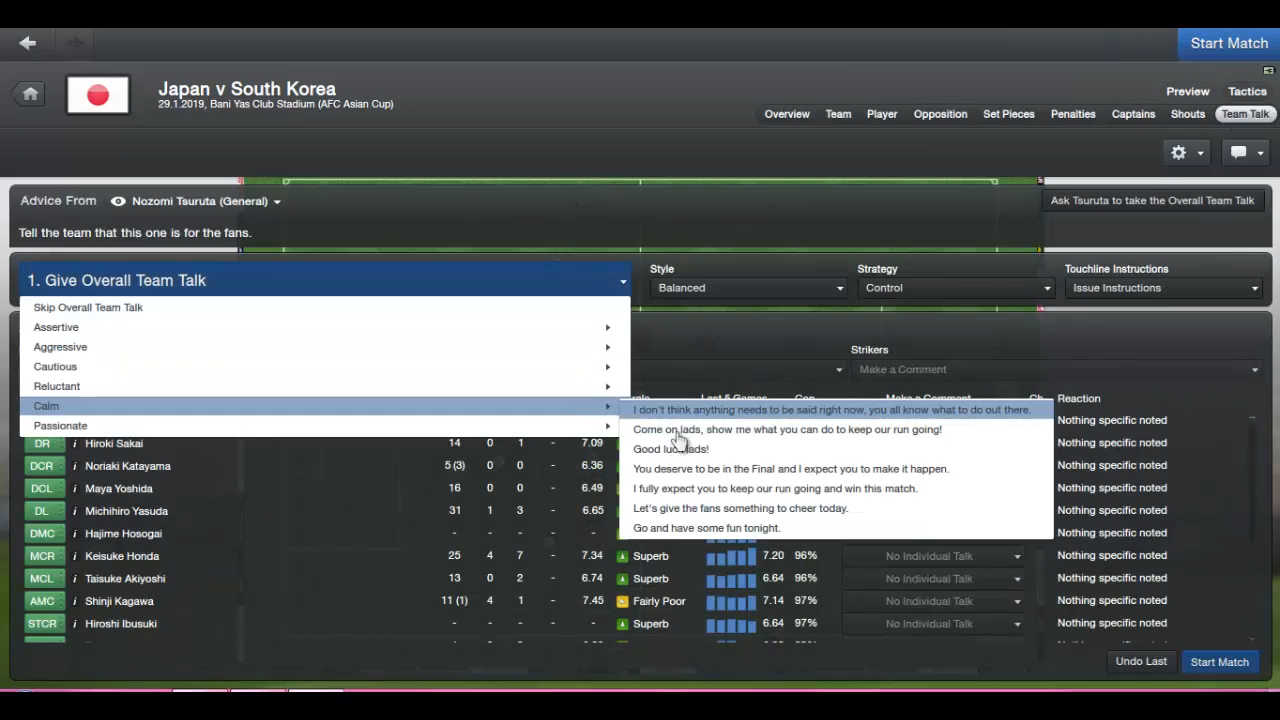 Start Match
Japan v South Korea
29.1.2019, Bani Yas Club Stadium (AFC Asian Cup)
Preview Tactics
Overview Team Player Opposition Set Pieces Penalties Captains Shouts Team Talk
Advice From Nozomi Tsuruta (General) Ask Tsuruta to take the Overall Team Talk
Tell the team that this one is for the fans.
1. Give Overall Team Talk
Style Strategy Touchline Instructions
Balanced Control Issue Instructions
Skip Overall Team Talk
Assertive
Aggressive
Cautious
Reluctant
Calm
Passionate
Strikers
Make a Comment
Last 5 Games Con Make a Comment Reaction
I don't think anything needs to be said right now, you all know what to do out there.
Come on lads, show me what you can do to keep our run going!
Good luck lads!
You deserve to be in the Final and I expect you to make it happen.
I fully expect you to keep our run going and win this match.
Let's give the fans something to cheer today.
Go and have some fun tonight.
Nothing specific noted
DR i Hiroki Sakai 14 0 1 - 7.09 Nothing specific noted
DCR i Noriaki Katayama 5 (3) 0 0 - 6.36 Nothing specific noted
DCL i Maya Yoshida 16 0 0 - 6.49 Nothing specific noted
DL i Michihiro Yasuda 31 1 3 - 6.65 Nothing specific noted
DMC i Hajime Hosogai - - - - - Nothing specific noted
MCR i Keisuke Honda 25 4 7 - 7.34 Superb 7.20 96% No Individual Talk Nothing specific noted
MCL i Taisuke Akiyoshi 13 0 2 - 6.74 Superb 6.64 96% No Individual Talk Nothing specific noted
AMC i Shinji Kagawa 11 (1) 4 1 - 7.45 Fairly Poor 7.14 97% No Individual Talk Nothing specific noted
STCR i Hiroshi Ibusuki - - - - - Superb 6.64 97% No Individual Talk Nothing specific noted
Undo Last Start Match